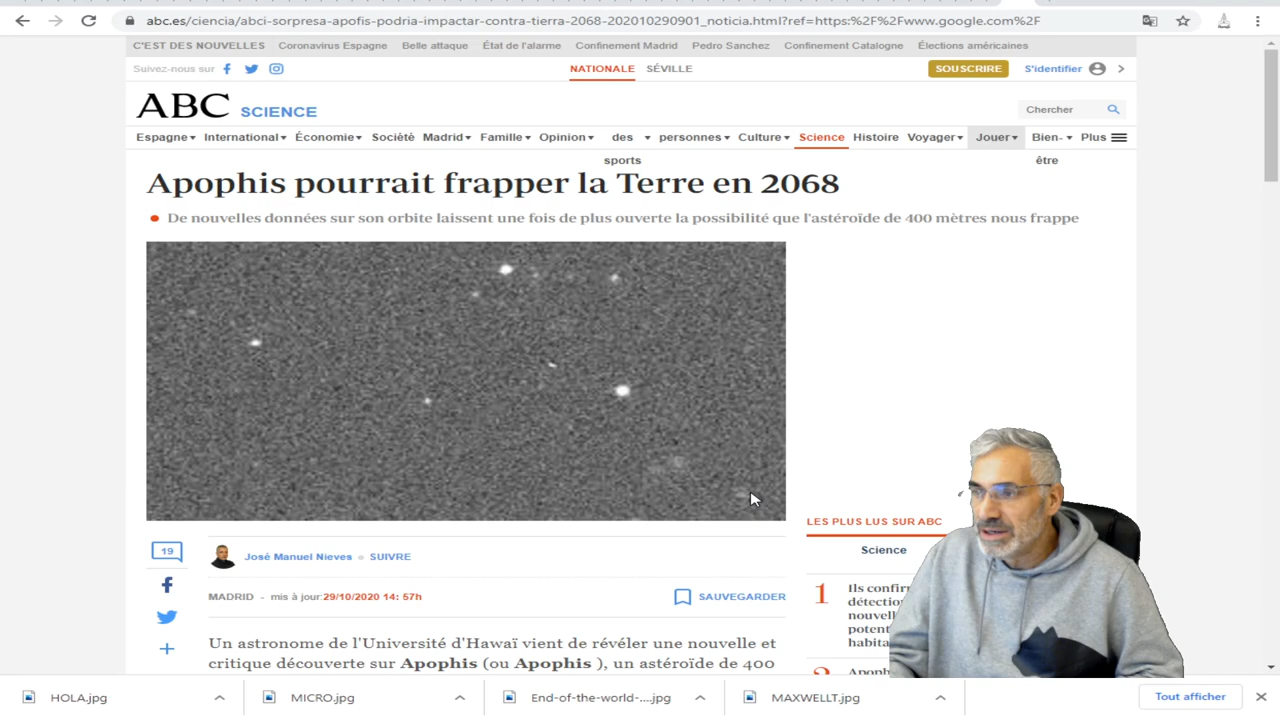 abc.es/ciencia/abci-sorpresa-apofis-podria-impactar-contra-tierra-2068-202010290901_noticia.html?ref=https:%2F%2Fwww.google.com%2F
C'EST DES NOUVELLES Coronavirus Espagne Belle attaque État de l'alarme Confinement Madrid Pedro Sanchez Confinement Catalogne Élections américaines
Suivez-nous sur NATIONALE SÉVILLE SOUSCRIRE S'identifier
ABC SCIENCE Chercher
Espagne International Économie Société Madrid Famille Opinion des personnes Culture Science Histoire Voyager Jouer Bien- Plus
sports être
Apophis pourrait frapper la Terre en 2068
De nouvelles données sur son orbite laissent une fois de plus ouverte la possibilité que l'astéroïde de 400 mètres nous frappe
19
José Manuel Nieves SUIVRE
MADRID - mis à jour:29/10/2020 14: 57h
SAUVEGARDER
Un astronome de l'Université d'Hawaï vient de révéler une nouvelle et
critique découverte sur Apophis (ou Apophis ), un astéroïde de 400
LES PLUS LUS SUR ABC
Science
1 Ils confir
détection
nouvell
potent
habita
2 Apoph
HOLA.jpg MICRO.jpg End-of-the-world-....jpg MAXWELLT.jpg Tout afficher